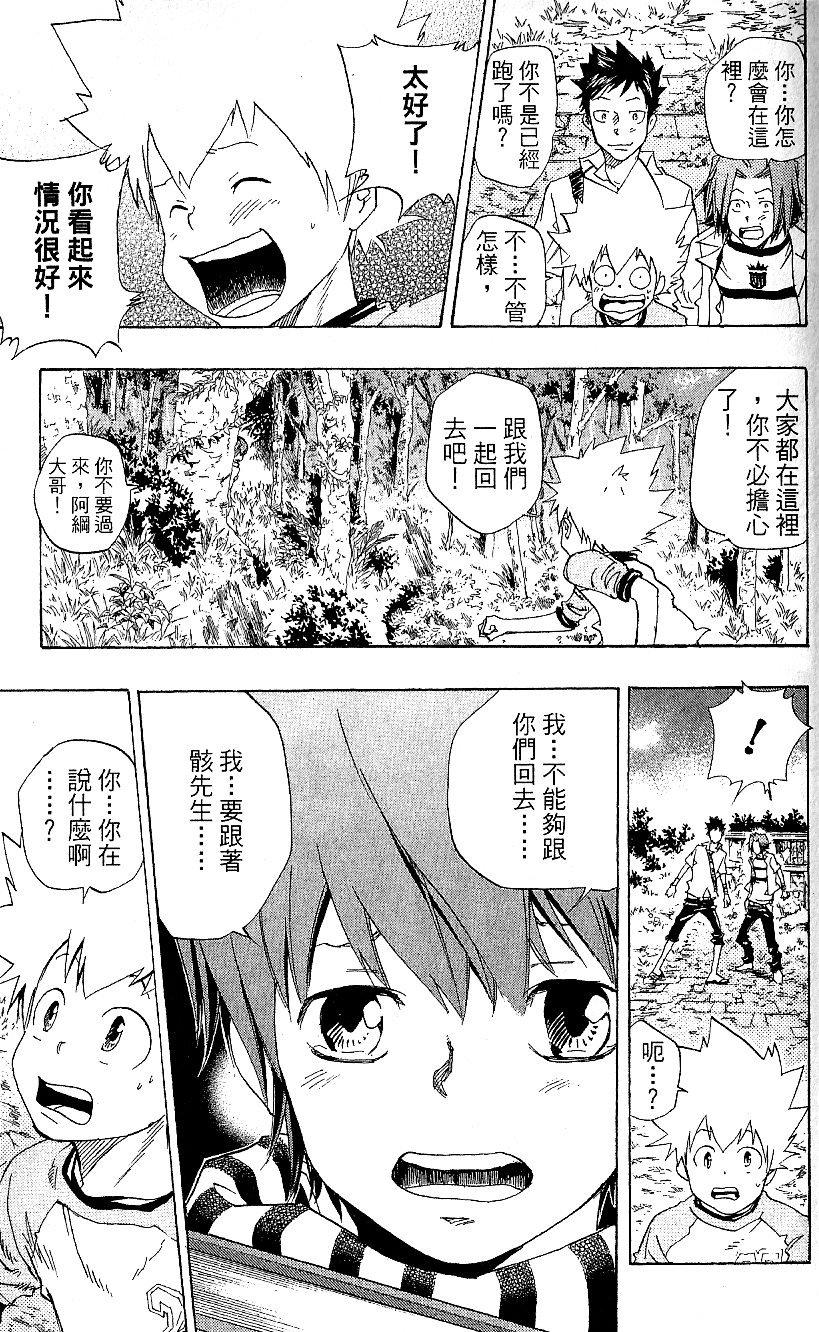 你⋯你怎
麼會在這
裡？
你不是已經
跑了嗎？
不⋯不管
怎樣，
太好了！
你看起來
情況很好！
大家都在這裡
，你不必擔心
了！
跟我們
一起回
去吧！
你不要過
來，阿綱
大哥！
！
呃⋯？
我⋯不能夠跟
你們回去⋯⋯
我⋯要跟著
骸先生⋯⋯
你⋯你在
說什麼啊
⋯⋯？